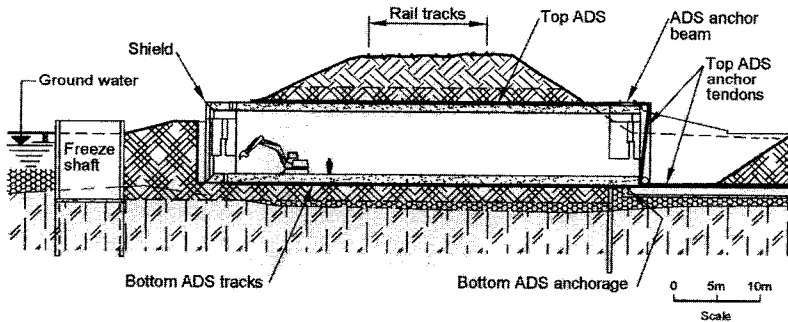 Rail tracks
Top ADS
ADS anchor
beam
Shield
Top ADS
anchor
tendons
Ground water
Freeze
shaft
Bottom ADS tracks
Bottom ADS anchorage
0 5m 10m
Scale